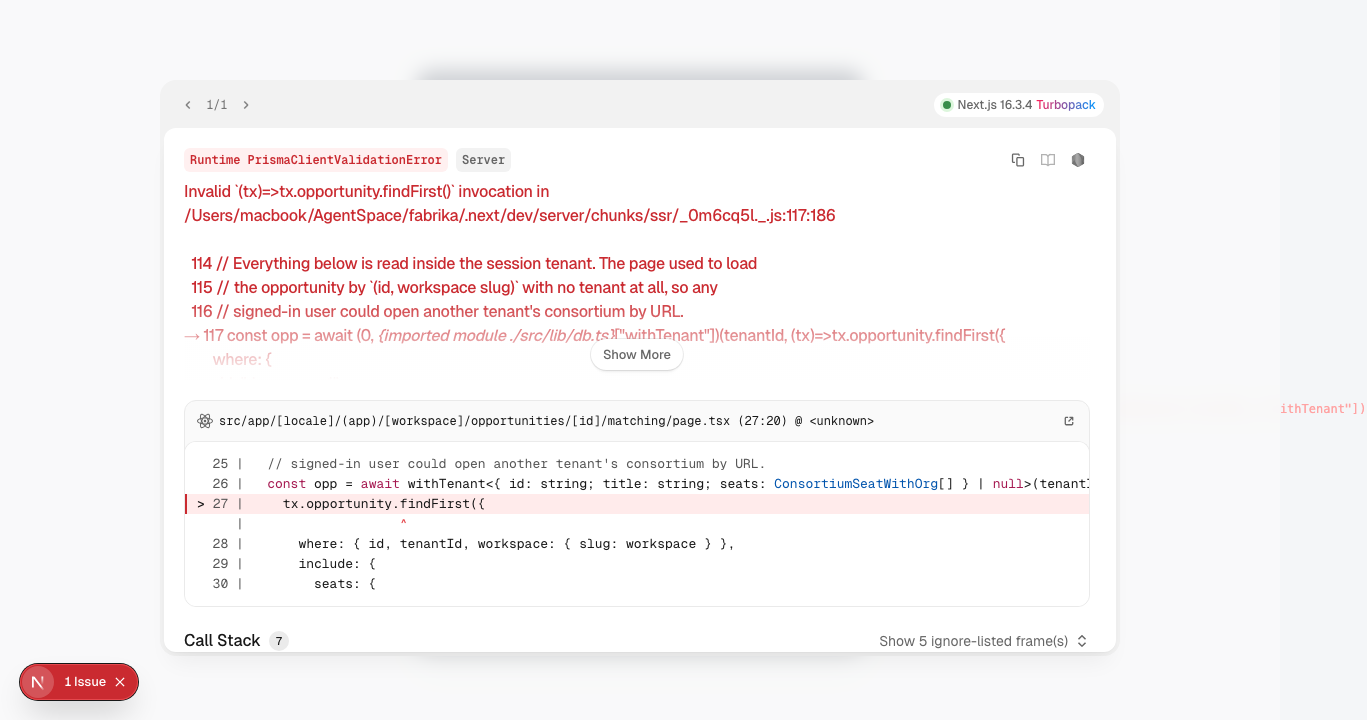 1/1
Next.js 16.3.4 Turbopack
Runtime PrismaClientValidationError Server
Invalid `(tx)=>tx.opportunity.findFirst()` invocation in
/Users/macbook/AgentSpace/fabrika/.next/dev/server/chunks/ssr/_0m6cq5l._.js:117:186
114 // Everything below is read inside the session tenant. The page used to load
115 // the opportunity by `(id, workspace slug)` with no tenant at all, so any
116 // signed-in user could open another tenant's consortium by URL.
→ 117 const opp = await (0, {imported module ./src/lib/db.ts}["withTenant"])(tenantId, (tx)=>tx.opportunity.findFirst({
where: {
Show More
ithTenant"])
src/app/[locale]/(app)/[workspace]/opportunities/[id]/matching/page.tsx (27:20) @ <unknown>
25 | // signed-in user could open another tenant's consortium by URL.
26 | const opp = await withTenant<{ id: string; title: string; seats: ConsortiumSeatWithOrg[] } | null>(tenantI
> 27 | tx.opportunity.findFirst({
| ^
28 | where: { id, tenantId, workspace: { slug: workspace } },
29 | include: {
30 | seats: {
Call Stack 7
Show 5 ignore-listed frame(s)
N 1 Issue